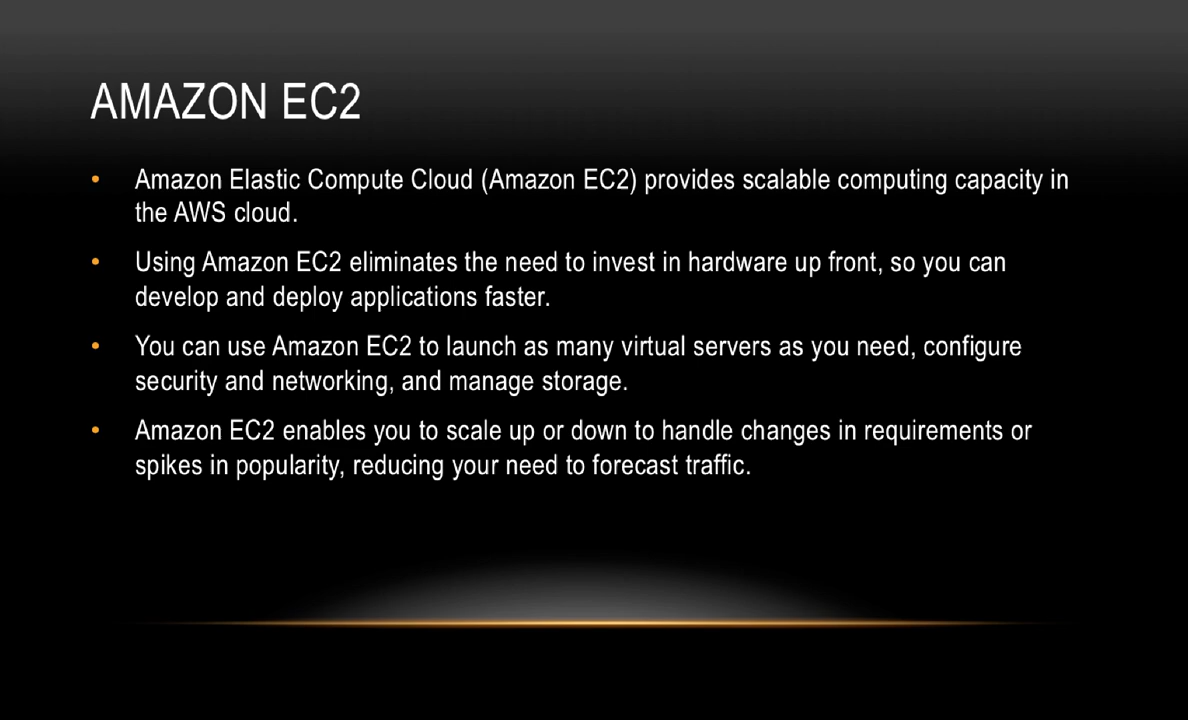 AMAZON EC2
• Amazon Elastic Compute Cloud (Amazon EC2) provides scalable computing capacity in
the AWS cloud.
• Using Amazon EC2 eliminates the need to invest in hardware up front, so you can
develop and deploy applications faster.
• You can use Amazon EC2 to launch as many virtual servers as you need, configure
security and networking, and manage storage.
• Amazon EC2 enables you to scale up or down to handle changes in requirements or
spikes in popularity, reducing your need to forecast traffic.